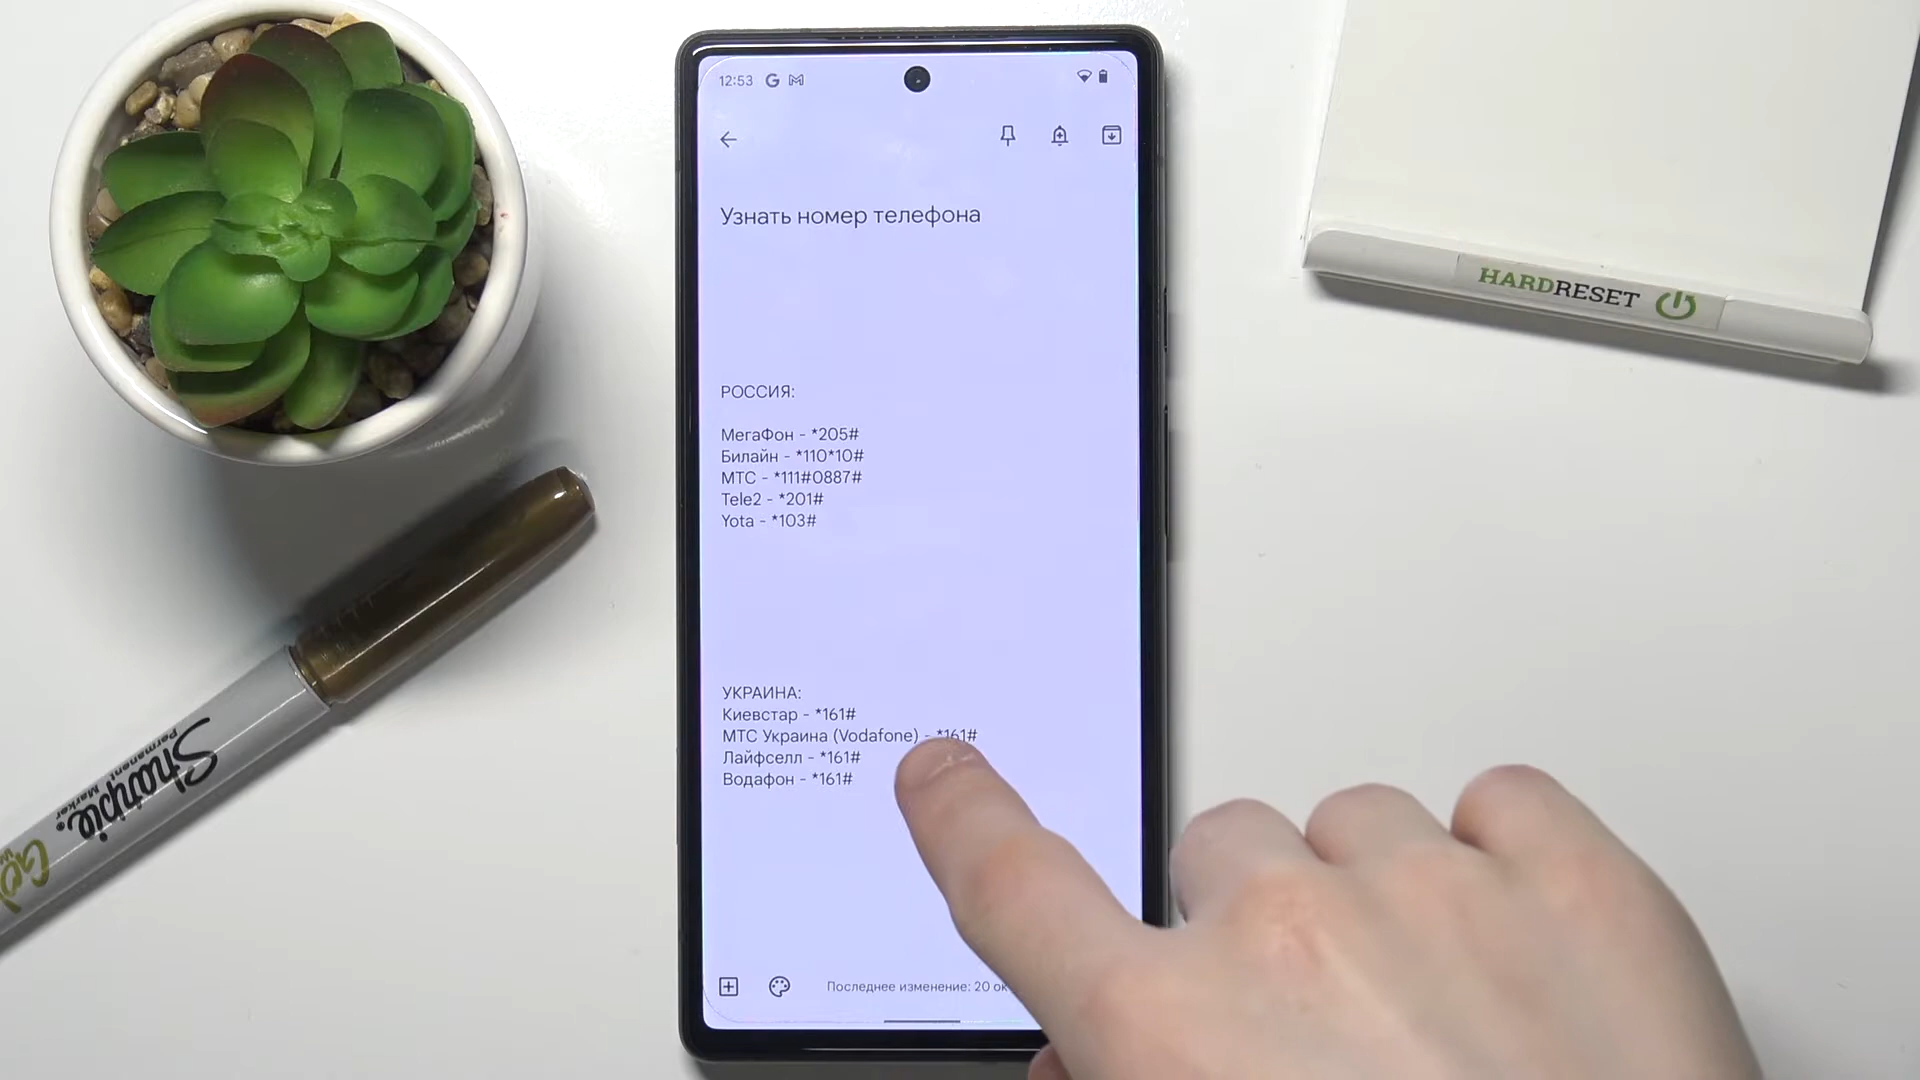 12:53
Узнать номер телефона
РОССИЯ:
МегаФон - *205#
Билайн - *110*10#
МТС - *111#0887#
Tele2 - *201#
Yota - *103#
УКРАИНА:
Киевстар - *161#
МТС Украина (Vodafone) - *161#
Лайфселл - *161#
Водафон - *161#
Последнее изменение: 20 ок
HARDRESET
Sharpie
Permanent
Marker